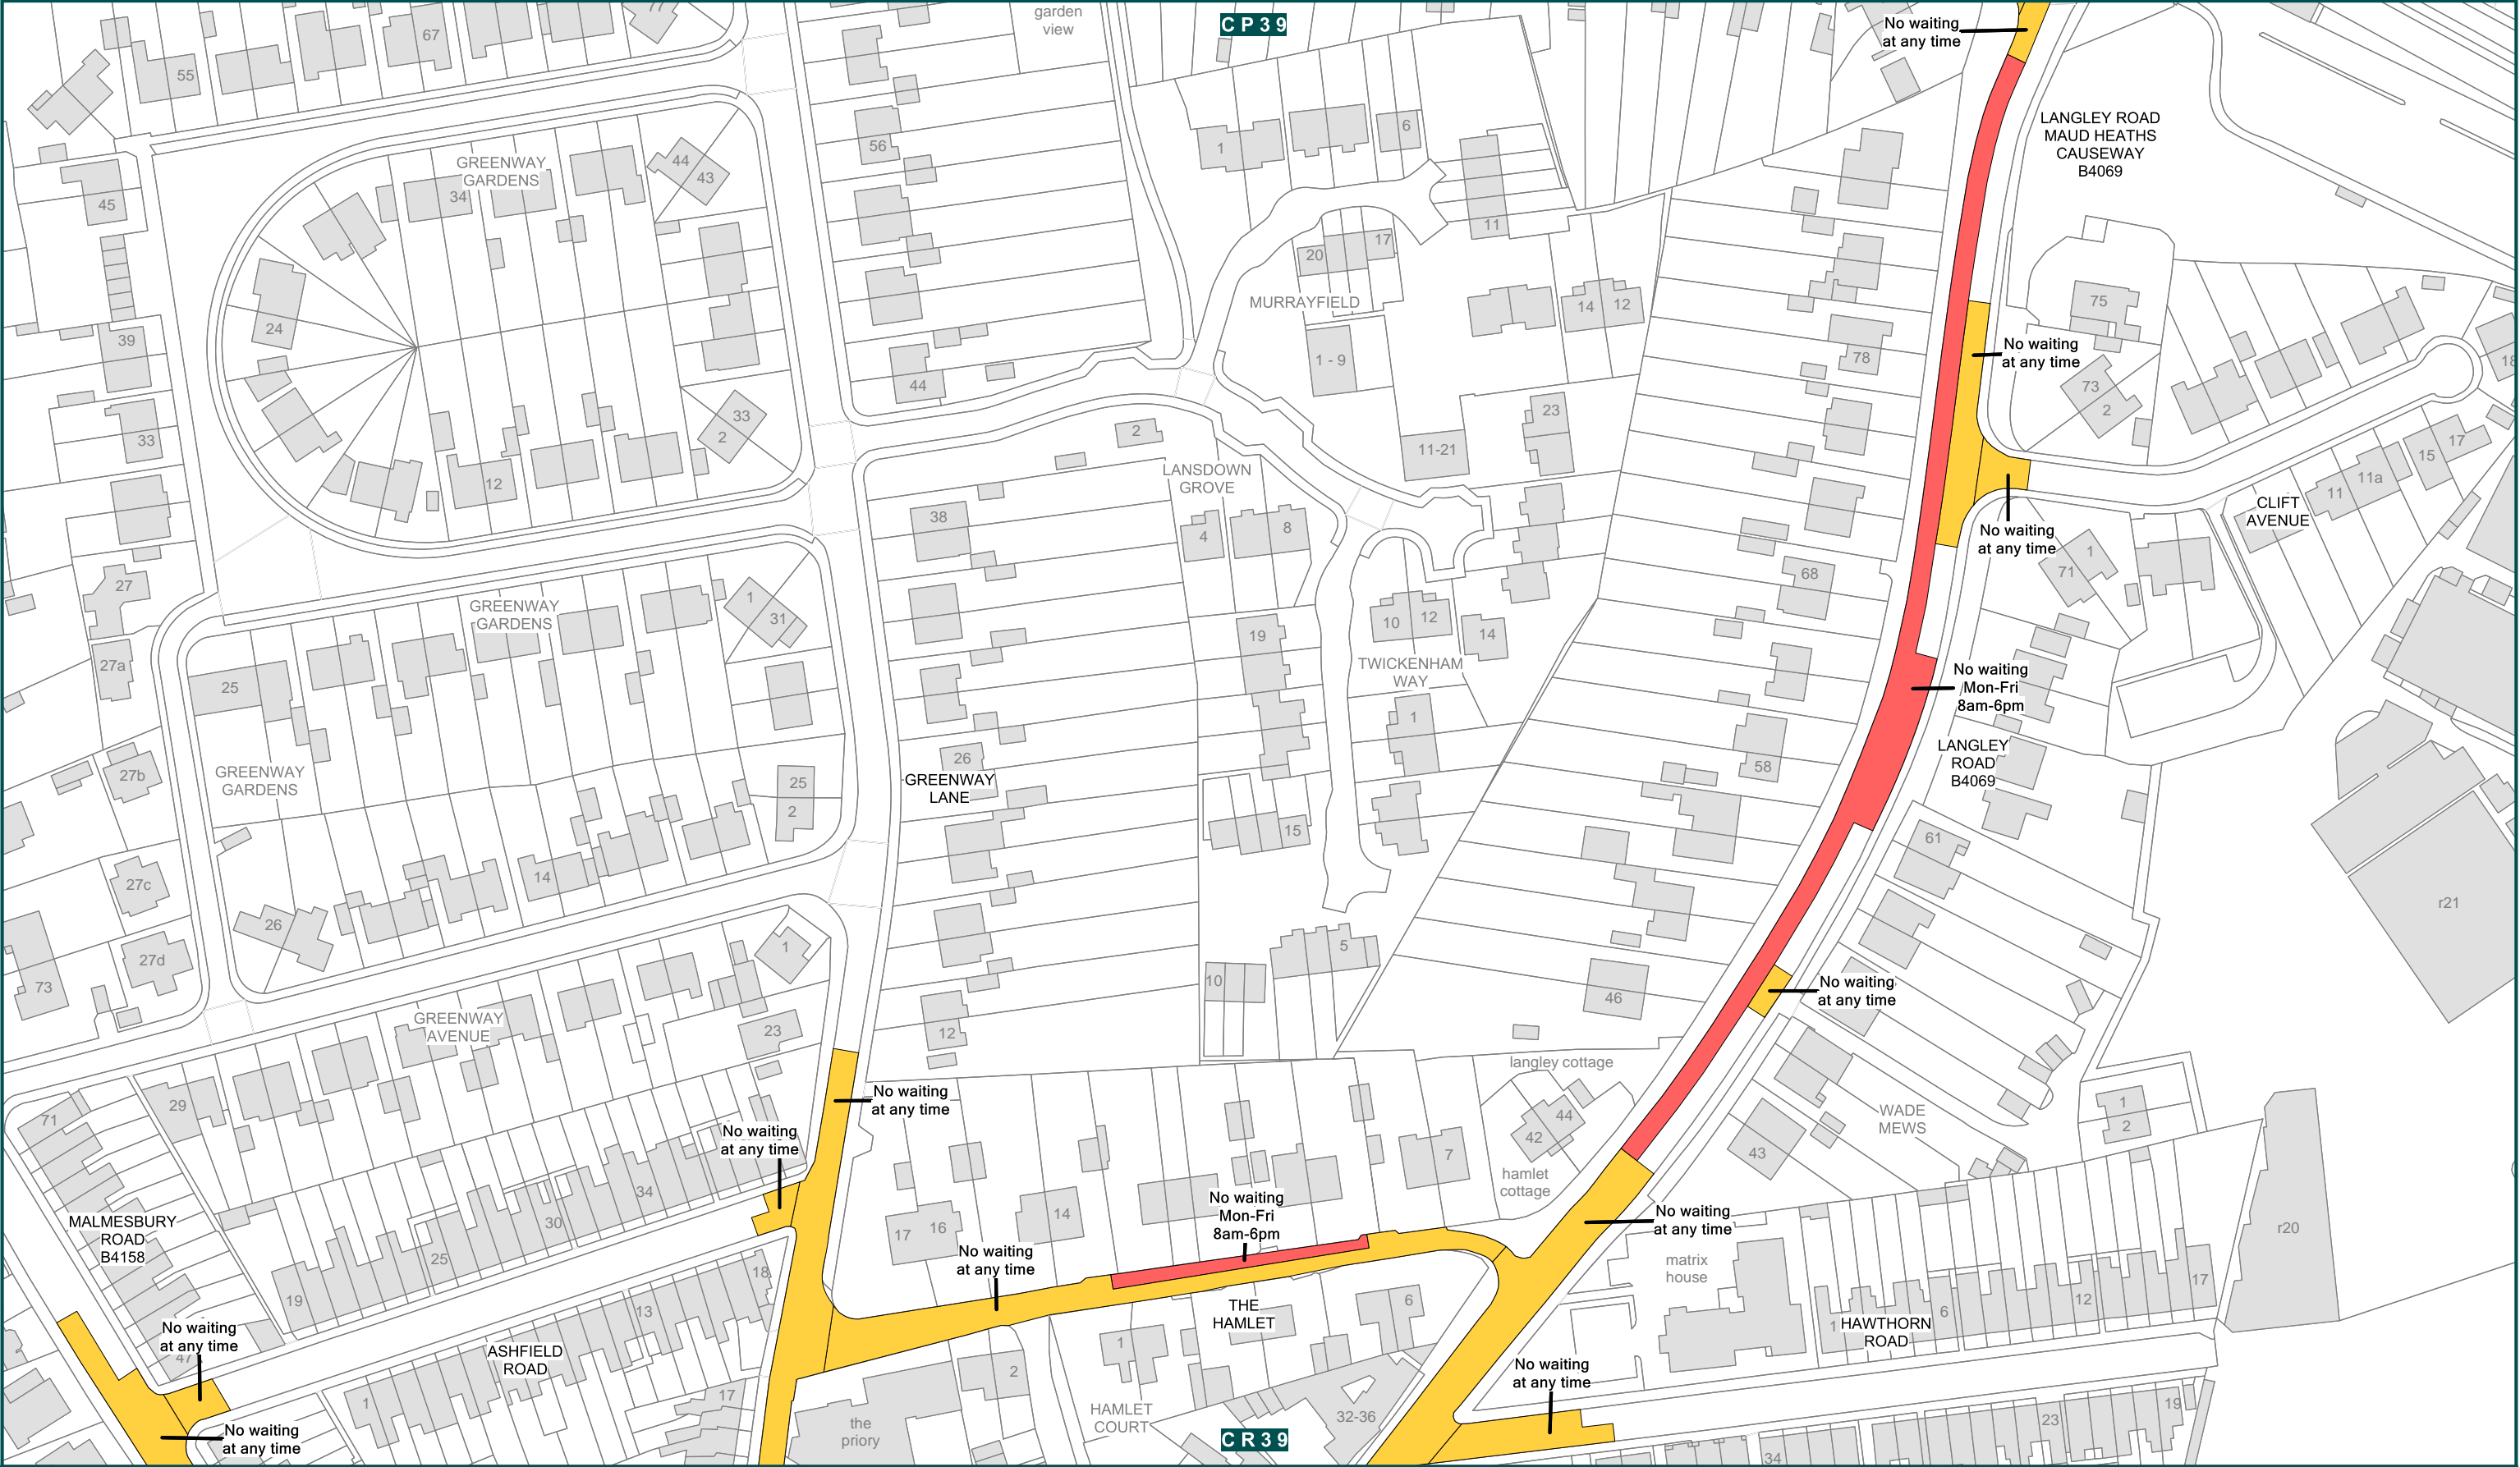 77
garden
view
CP39
No waiting
at any time
67
55
LANGLEY ROAD
MAUD HEATHS
CAUSEWAY
B4069
56
1
6
44
43
GREENWAY
GARDENS
34
45
11
20
17
MURRAYFIELD
14
12
75
24
39
1 - 9
78
No waiting
at any time
18
44
73
2
33
2
33
2
23
11-21
17
15
11a
11
12
LANSDOWN
GROVE
CLIFT
AVENUE
38
4
8
No waiting
at any time
1
71
27
GREENWAY
GARDENS
1
31
68
10
12
14
19
27a
25
TWICKENHAM
WAY
No waiting
Mon-Fri
8am-6pm
1
26
GREENWAY
LANE
58
LANGLEY
ROAD
B4069
27b
GREENWAY
GARDENS
25
2
15
61
14
27c
r21
26
1
5
27d
73
10
46
No waiting
at any time
GREENWAY
AVENUE
23
12
langley cottage
29
71
No waiting
at any time
44
42
WADE
MEWS
1
2
No waiting
at any time
43
7
hamlet
cottage
34
30
MALMESBURY
ROAD
B4158
14
16
17
No waiting
Mon-Fri
8am-6pm
No waiting
at any time
r20
25
No waiting
at any time
matrix
house
18
17
19
13
6
12
6
1
THE
HAMLET
HAWTHORN
ROAD
No waiting
at any time
47
ASHFIELD
ROAD
1
2
No waiting
at any time
1
17
HAMLET
COURT
32-36
23
19
the
priory
No waiting
at any time
CR39
34